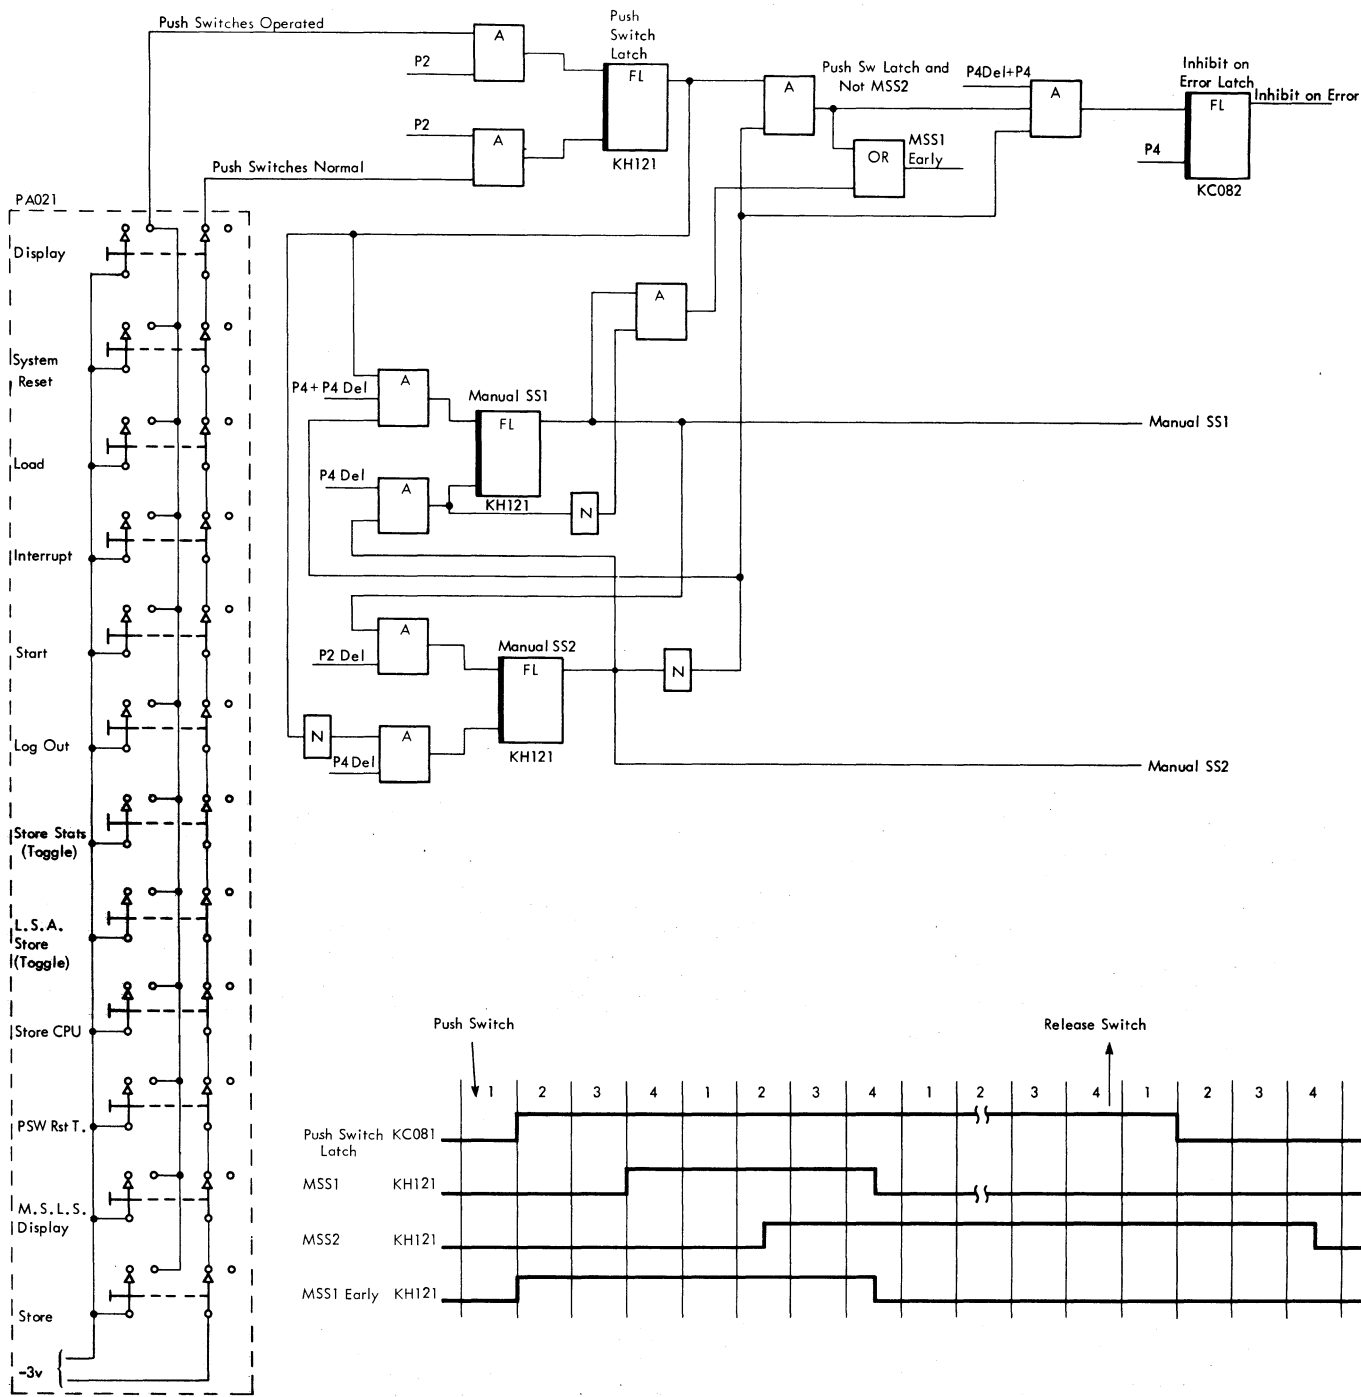 Push Switches Operated
P2
A
Push
Switch
Latch
FL
KH121
P2
A
Push Switches Normal
A
Push Sw Latch and
Not MSS2
OR
MSS1
Early
P4Del+P4
A
Inhibit on
Error Latch
FL
Inhibit on Error
P4
KC082
PA021
Display
System
Reset
Load
Interrupt
Start
Log Out
Store Stats
(Toggle)
L.S.A.
Store
(Toggle)
Store CPU
PSW Rst T.
M.S.L.S.
Display
Store
-3v
A
P4+P4 Del
A
Manual SS1
FL
KH121
Manual SS1
P4 Del
A
N
A
P2 Del
Manual SS2
FL
KH121
N
N
A
P4Del
Manual SS2
Push Switch
Release Switch
1 2 3 4 1 2 3 4 1 2 3 4 1 2 3 4
Push Switch KC081
Latch
MSS1 KH121
MSS2 KH121
MSS1 Early KH121